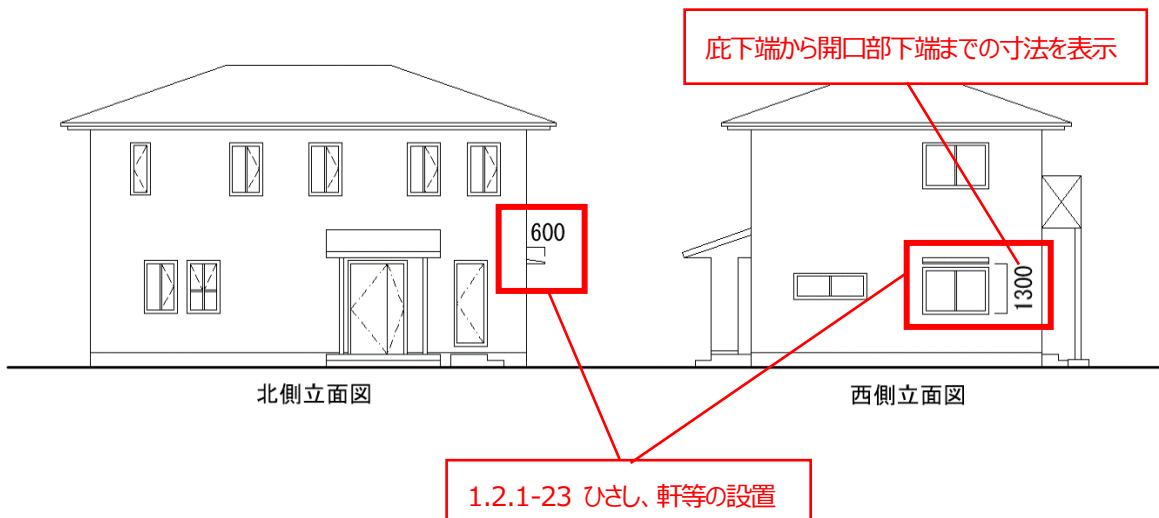 庇下端から開口部下端までの寸法を表示
600
1300
北側立面図
西側立面図
1.2.1-23 ひさし、軒等の設置